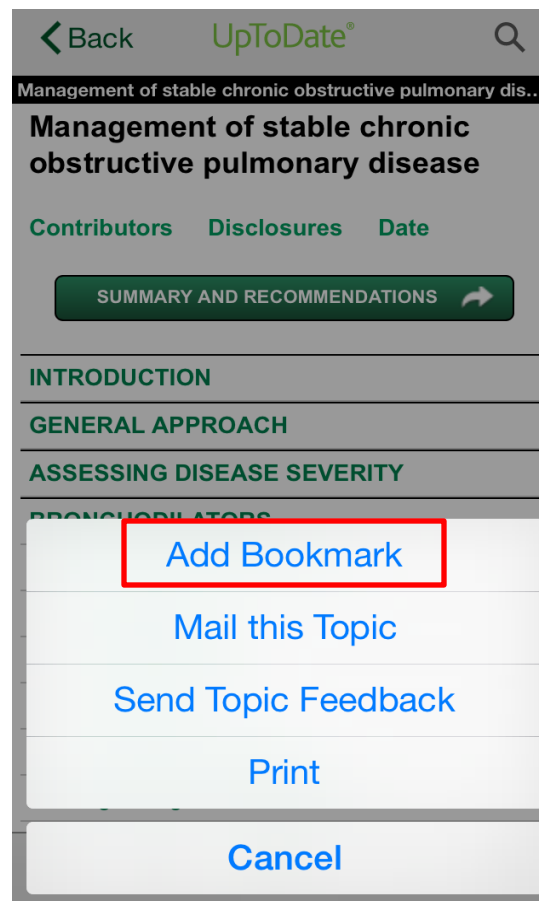 Back UpToDate®
Management of stable chronic obstructive pulmonary dis..
Management of stable chronic
obstructive pulmonary disease
Contributors Disclosures Date
SUMMARY AND RECOMMENDATIONS
INTRODUCTION
GENERAL APPROACH
ASSESSING DISEASE SEVERITY
BRONCHODILATORS
Add Bookmark
Mail this Topic
Send Topic Feedback
Print
Cancel